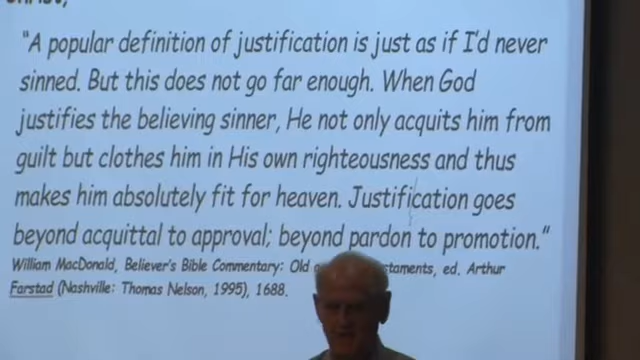 "A popular definition of justification is just as if I'd never
sinned. But this does not go far enough. When God
justifies the believing sinner, He not only acquits him from
guilt but clothes him in His own righteousness and thus
makes him absolutely fit for heaven. Justification goes
beyond acquittal to approval; beyond pardon to promotion."
William MacDonald, Believer's Bible Commentary: Old , ed. Arthur
Farstad (Nashville: Thomas Nelson, 1995), 1688.